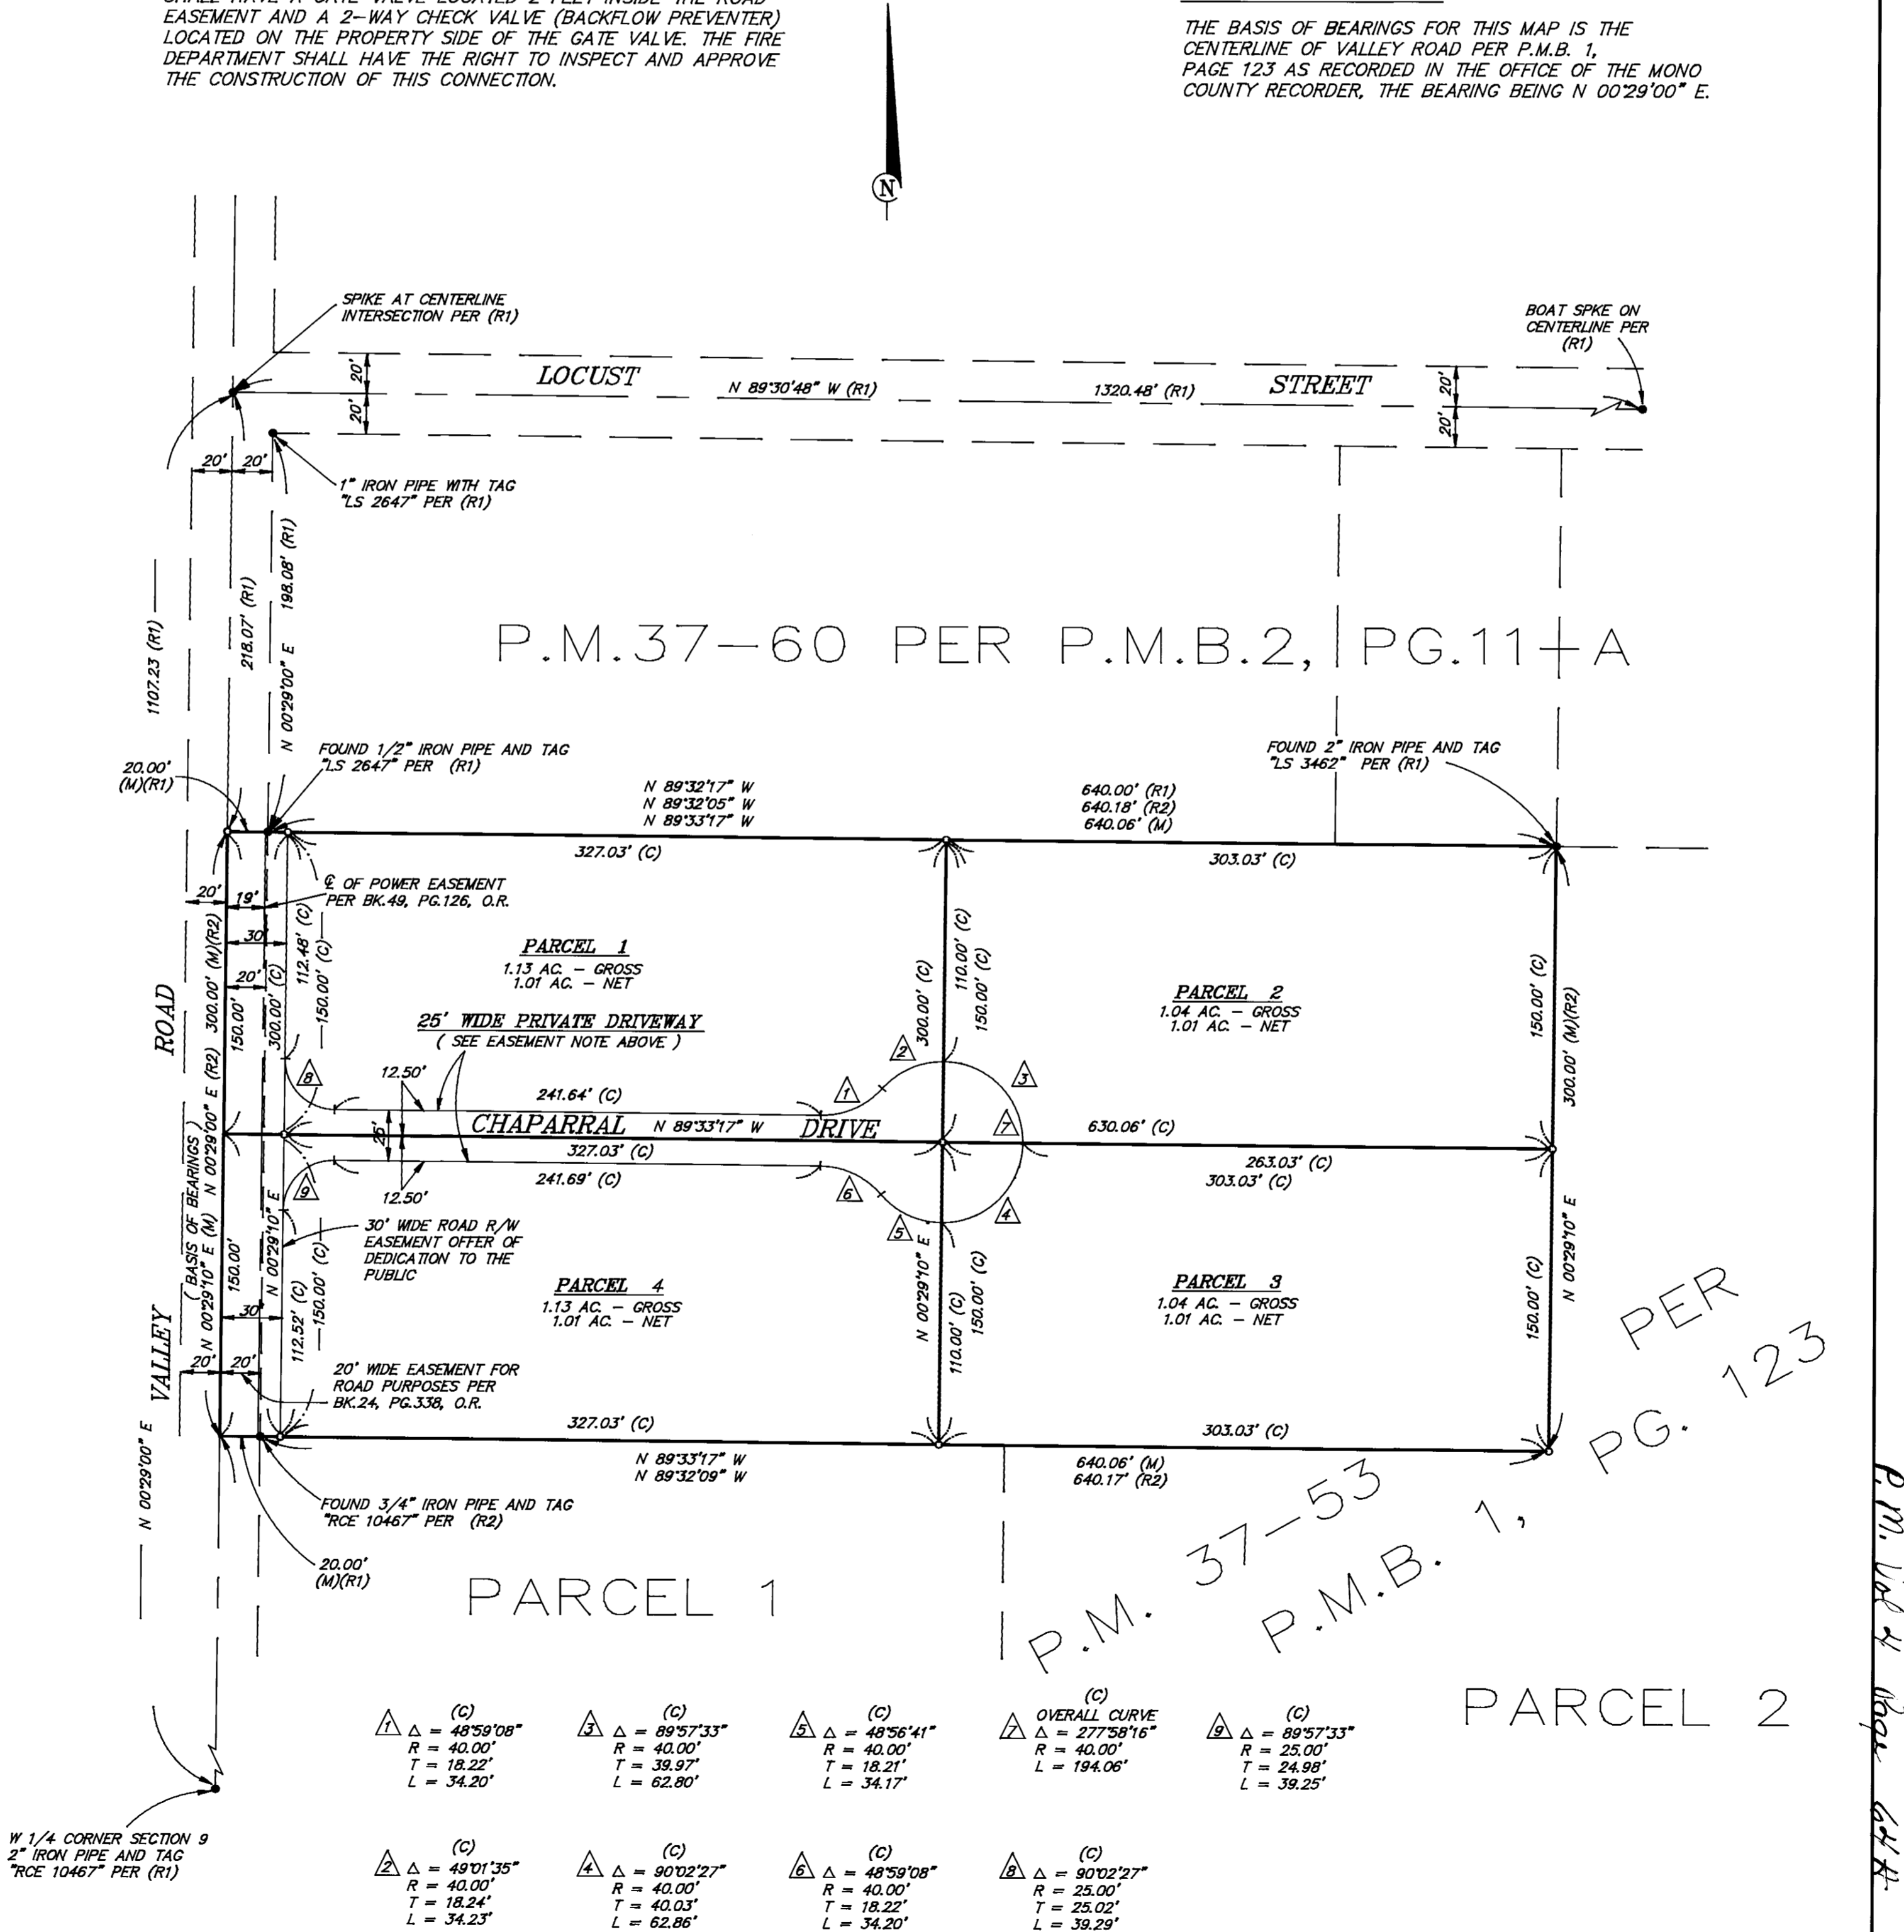 EASEMENT AND A 2-WAY CHECK VALVE (BACKFLOW PREVENTER)
LOCATED ON THE PROPERTY SIDE OF THE GATE VALVE. THE FIRE
DEPARTMENT SHALL HAVE THE RIGHT TO INSPECT AND APPROVE
THE CONSTRUCTION OF THIS CONNECTION.
THE BASIS OF BEARINGS FOR THIS MAP IS THE
CENTERLINE OF VALLEY ROAD PER P.M.B. 1,
PAGE 123 AS RECORDED IN THE OFFICE OF THE MONO
COUNTY RECORDER, THE BEARING BEING N 00°29'00" E.
N
SPIKE AT CENTERLINE
INTERSECTION PER (R1)
BOAT SPKE ON
CENTERLINE PER
(R1)
20'
20'
LOCUST
N 89°30'48" W (R1)
1320.48' (R1)
STREET
20'
20'
20'
20'
1" IRON PIPE WITH TAG
"LS 2647" PER (R1)
1107.23 (R1)
218.07' (R1)
N 00°29'00" E 198.08' (R1)
P.M.37-60 PER P.M.B.2, PG.11+A
20.00'
(M)(R1)
FOUND 1/2" IRON PIPE AND TAG
"LS 2647" PER (R1)
FOUND 2" IRON PIPE AND TAG
"LS 3462" PER (R1)
N 89°32'17" W
N 89°32'05" W
N 89°33'17" W
640.00' (R1)
640.18' (R2)
640.06' (M)
327.03' (C)
303.03' (C)
℄ OF POWER EASEMENT
PER BK.49, PG.126, O.R.
20'
19'
30'
20'
150.00'
300.00' (C)
112.48' (C)
150.00' (C)
PARCEL 1
1.13 AC. - GROSS
1.01 AC. - NET
300.00' (C)
110.00' (C)
150.00' (C)
PARCEL 2
1.04 AC. - GROSS
1.01 AC. - NET
150.00' (C)
300.00' (M)(R2)
25' WIDE PRIVATE DRIVEWAY
( SEE EASEMENT NOTE ABOVE )
VALLEY ROAD
( BASIS OF BEARINGS )
N 00°29'10" E (M) N 00°29'00" E (R2) 300.00' (M)(R2)
8
12.50'
241.64' (C)
1
2
3
25'
CHAPARRAL
N 89°33'17" W
DRIVE
7
630.06' (C)
327.03' (C)
263.03' (C)
303.03' (C)
9
12.50'
241.69' (C)
6
5
4
30' WIDE ROAD R/W
EASEMENT OFFER OF
DEDICATION TO THE
PUBLIC
150.00'
N 00°29'10" E
112.52' (C)
150.00' (C)
30'
PARCEL 4
1.13 AC. - GROSS
1.01 AC. - NET
N 00°29'10" E
110.00' (C)
150.00' (C)
PARCEL 3
1.04 AC. - GROSS
1.01 AC. - NET
150.00' (C)
N 00°29'10" E
20'
20'
20' WIDE EASEMENT FOR
ROAD PURPOSES PER
BK.24, PG.338, O.R.
N 00°29'00" E
327.03' (C)
303.03' (C)
N 89°33'17" W
N 89°32'09" W
640.06' (M)
640.17' (R2)
FOUND 3/4" IRON PIPE AND TAG
"RCE 10467" PER (R2)
20.00'
(M)(R1)
PARCEL 1
P.M. 37-53 PER
P.M.B. 1, PG. 123
PARCEL 2
W 1/4 CORNER SECTION 9
2" IRON PIPE AND TAG
"RCE 10467" PER (R1)
(C)
1 Δ = 48°59'08"
R = 40.00'
T = 18.22'
L = 34.20'
(C)
3 Δ = 89°57'33"
R = 40.00'
T = 39.97'
L = 62.80'
(C)
5 Δ = 48°56'41"
R = 40.00'
T = 18.21'
L = 34.17'
(C)
OVERALL CURVE
7 Δ = 277°58'16"
R = 40.00'
L = 194.06'
(C)
9 Δ = 89°57'33"
R = 25.00'
T = 24.98'
L = 39.25'
(C)
2 Δ = 49°01'35"
R = 40.00'
T = 18.24'
L = 34.23'
(C)
4 Δ = 90°02'27"
R = 40.00'
T = 40.03'
L = 62.86'
(C)
6 Δ = 48°59'08"
R = 40.00'
T = 18.22'
L = 34.20'
(C)
8 Δ = 90°02'27"
R = 25.00'
T = 25.02'
L = 39.29'
P.M. Vol 4 Page 64A